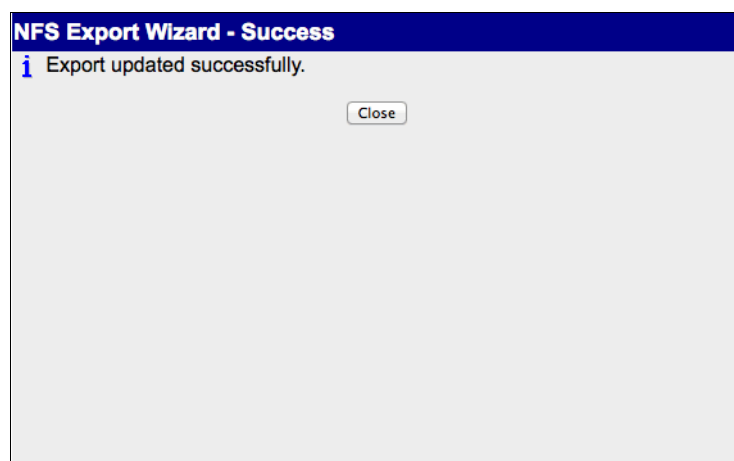 NFS Export Wizard - Success
i Export updated successfully.
Close